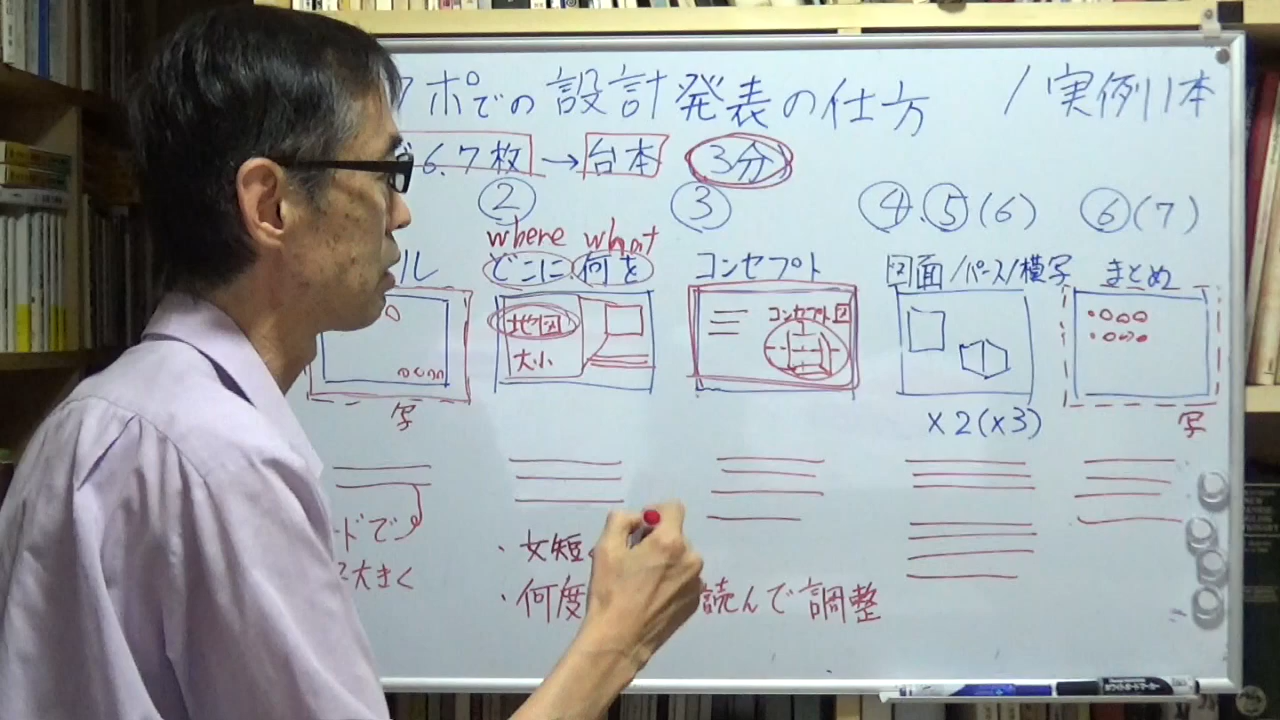 ポでの設計発表の仕方 /実例1本
6.7枚→台本 3分
② ③ ④.⑤(6) ⑥(7)
where what
ル どこに 何を コンセプト 図面/パース/模写 まとめ
地図
大小
コンセプト図
写
×2(×3)
写
ドで
大きく
・文短
・何度 読んで調整